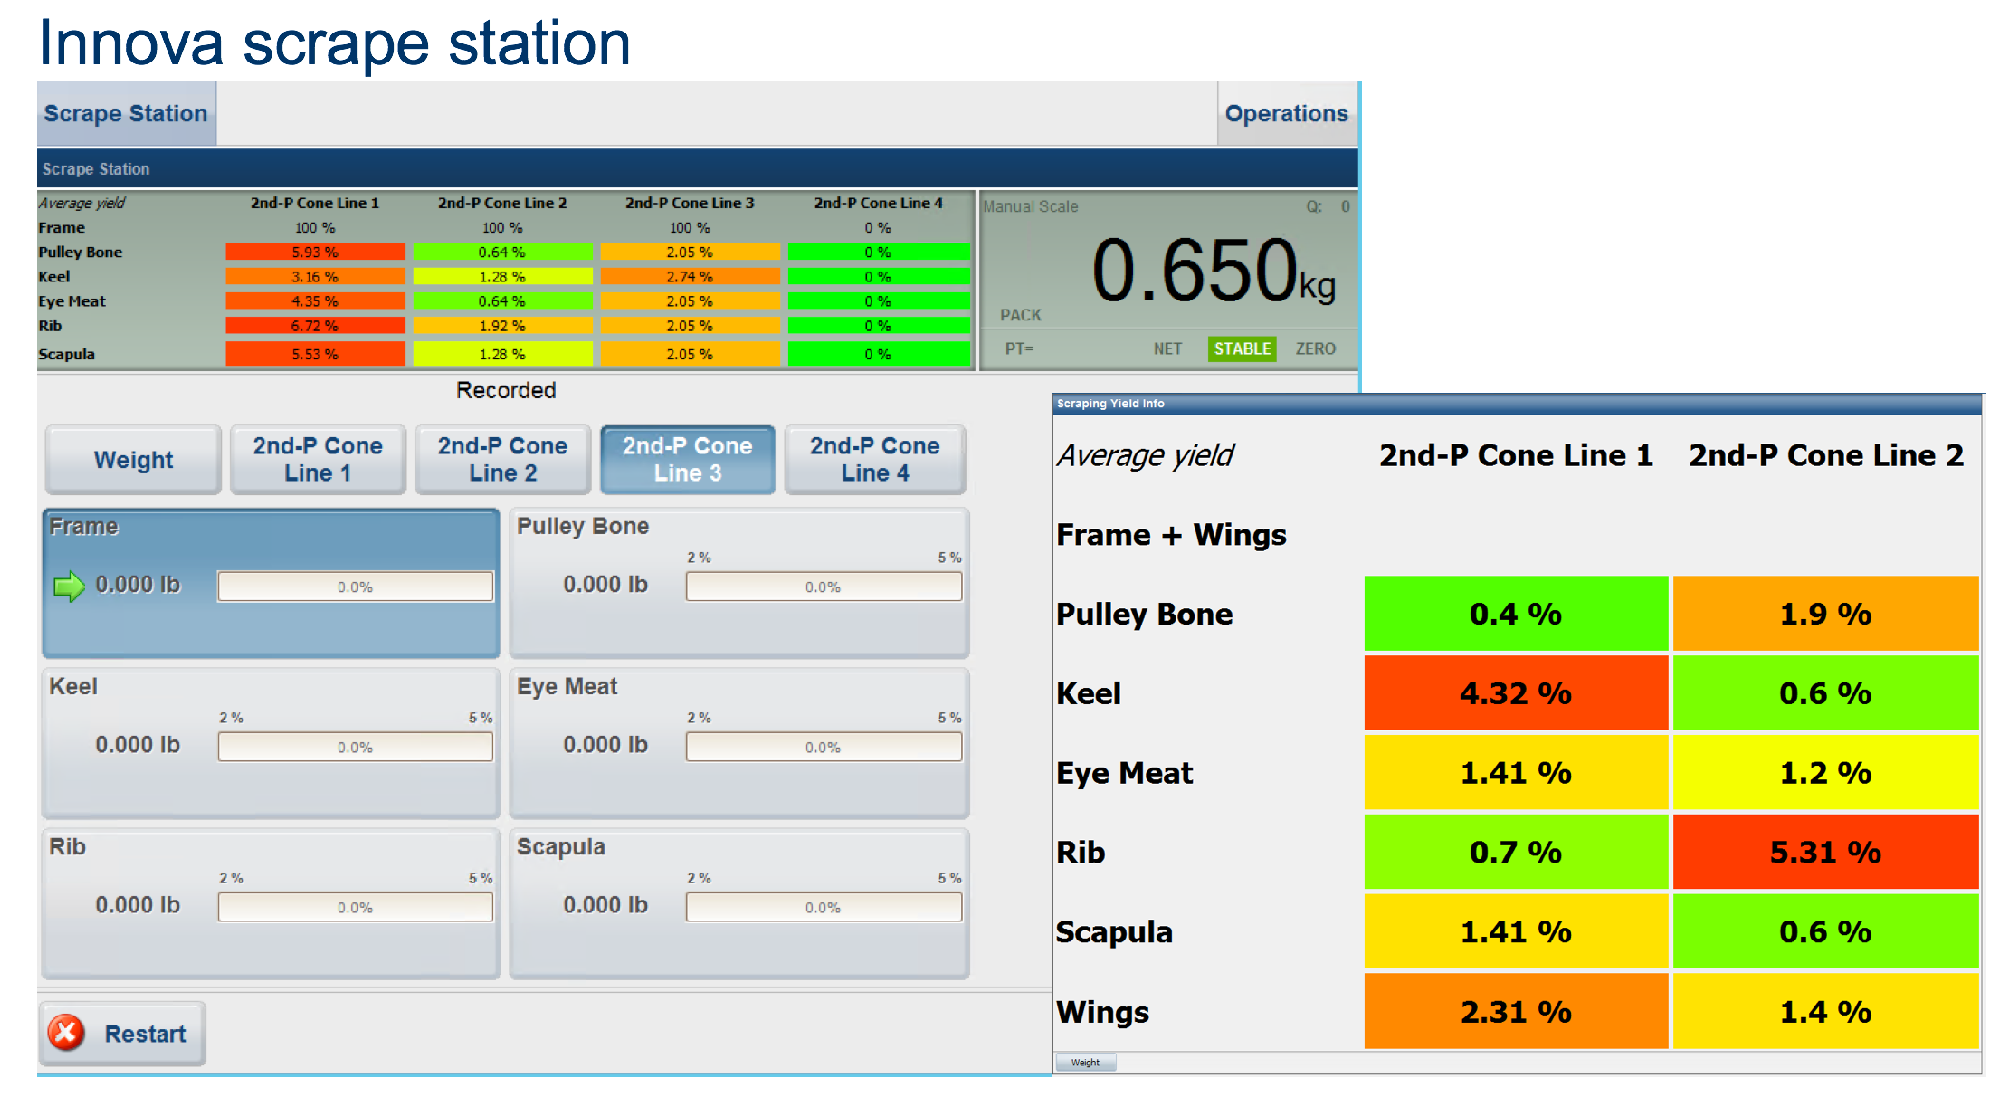 Innova scrape station
Scrape Station
Operations
Scrape Station
Average yield 2nd-P Cone Line 1 2nd-P Cone Line 2 2nd-P Cone Line 3 2nd-P Cone Line 4
Frame 100 % 100 % 100 % 0 %
Pulley Bone 5.93 % 0.64 % 2.05 % 0 %
Keel 3.16 % 1.28 % 2.74 % 0 %
Eye Meat 4.35 % 0.64 % 2.05 % 0 %
Rib 6.72 % 1.92 % 2.05 % 0 %
Scapula 5.53 % 1.28 % 2.05 % 0 %
Manual Scale Q: 0
0.650kg
PACK
PT= NET STABLE ZERO
Recorded
Weight
2nd-P Cone
Line 1
2nd-P Cone
Line 2
2nd-P Cone
Line 3
2nd-P Cone
Line 4
Frame
0.000 lb 0.0%
Pulley Bone
2 % 5 %
0.000 lb 0.0%
Keel
2 % 5 %
0.000 lb 0.0%
Eye Meat
2 % 5 %
0.000 lb 0.0%
Rib
2 % 5 %
0.000 lb 0.0%
Scapula
2 % 5 %
0.000 lb 0.0%
Restart
Scraping Yield Info
Average yield 2nd-P Cone Line 1 2nd-P Cone Line 2
Frame + Wings
Pulley Bone 0.4 % 1.9 %
Keel 4.32 % 0.6 %
Eye Meat 1.41 % 1.2 %
Rib 0.7 % 5.31 %
Scapula 1.41 % 0.6 %
Wings 2.31 % 1.4 %
Weight